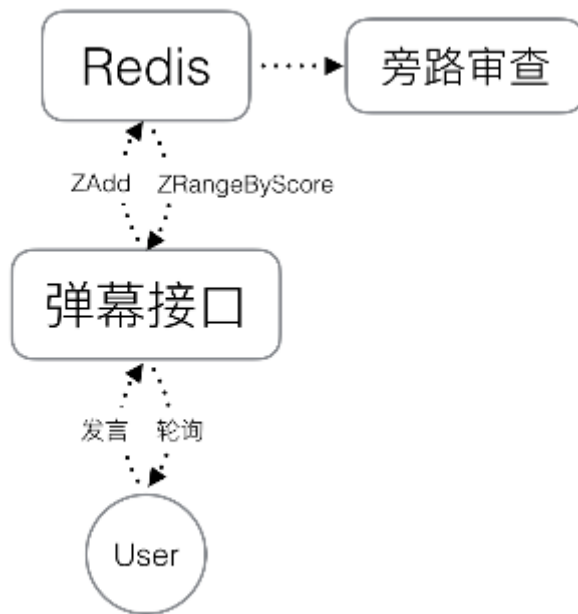 Redis
旁路审查
ZAdd
ZRangeByScore
弹幕接口
发言
轮询
User